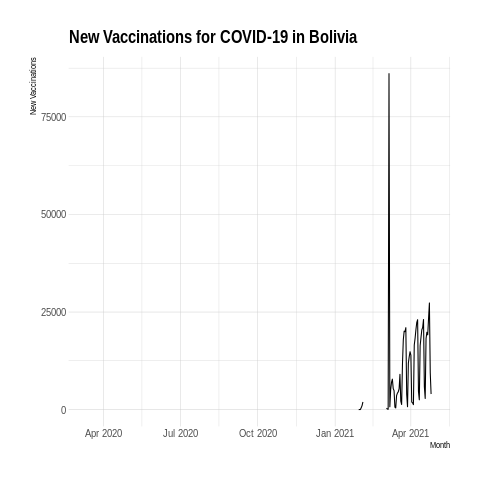 New Vaccinations for COVID-19 in Bolivia
New Vaccinations
75000
50000
25000
0
Apr 2020 Jul 2020 Oct 2020 Jan 2021 Apr 2021
Month